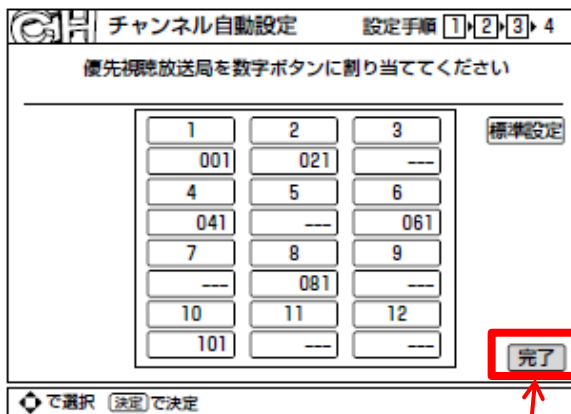 CH チャンネル自動設定 設定手順 1 2 3 4
優先視聴放送局を数字ボタンに割り当ててください
標準設定
1 2 3
001 021 ---
4 5 6
041 --- 061
7 8 9
--- 081 ---
10 11 12
101 --- ---
完了
で選択 決定で決定